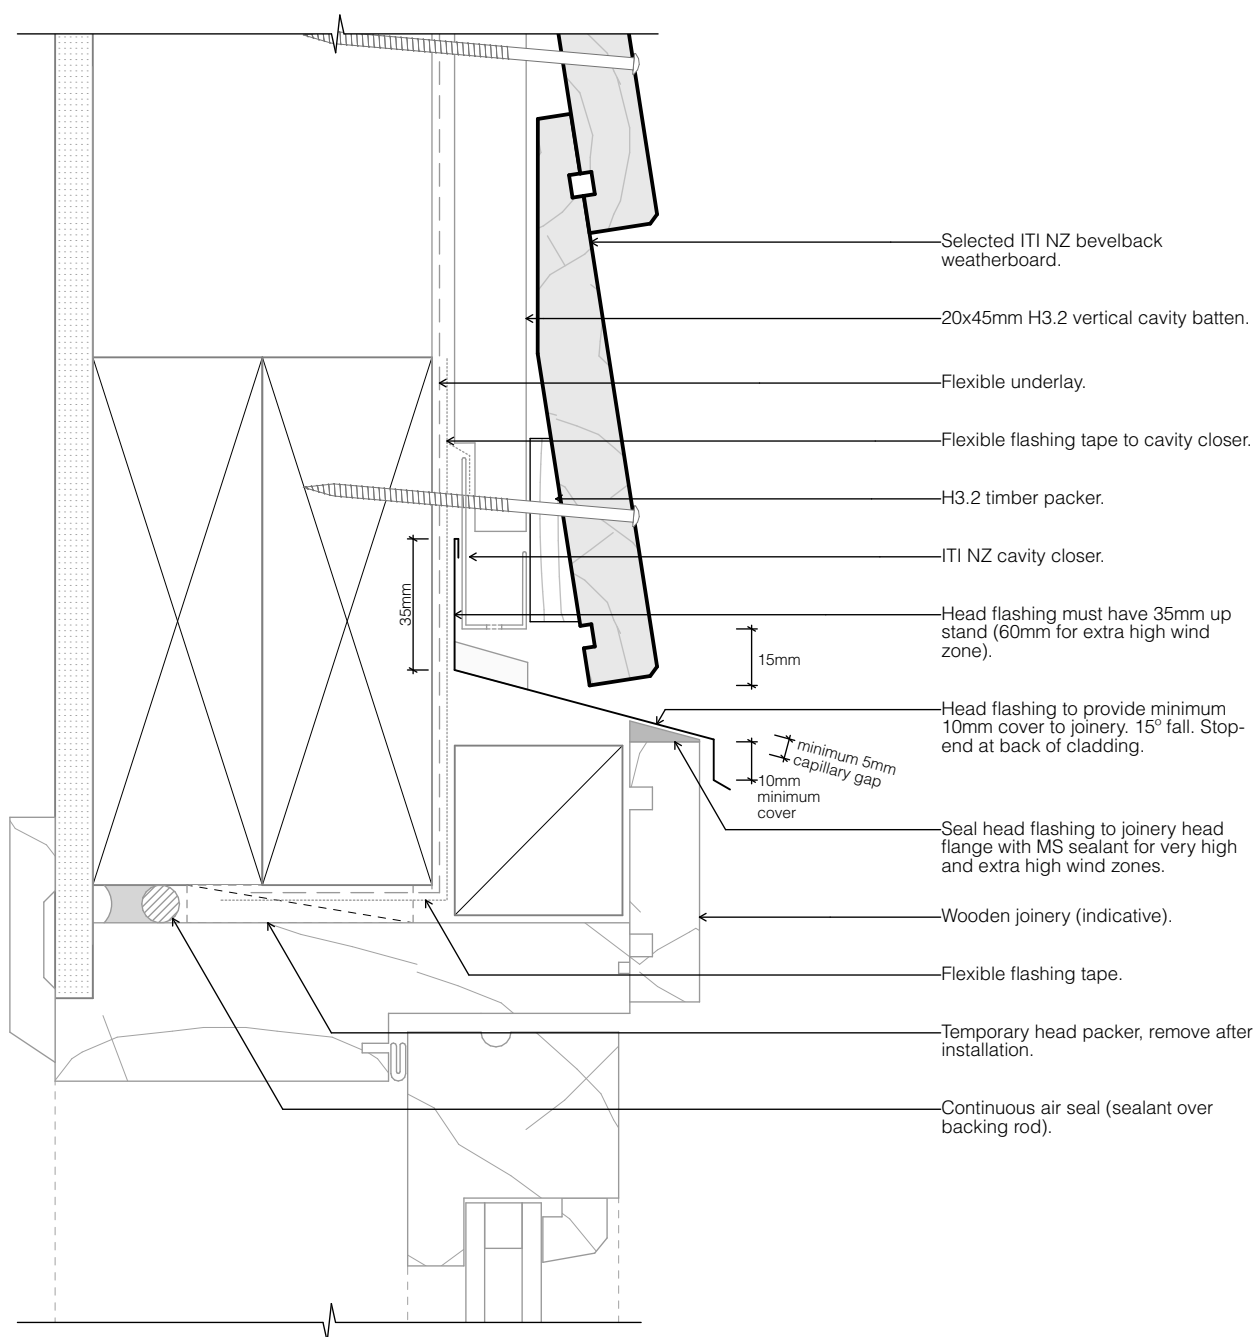 Selected ITI NZ bevelback
weatherboard.
20x45mm H3.2 vertical cavity batten.
Flexible underlay.
Flexible flashing tape to cavity closer.
H3.2 timber packer.
ITI NZ cavity closer.
35mm
Head flashing must have 35mm up
stand (60mm for extra high wind
zone).
15mm
Head flashing to provide minimum
10mm cover to joinery. 15° fall. Stop-
end at back of cladding.
minimum 5mm
capillary gap
10mm
minimum
cover
Seal head flashing to joinery head
flange with MS sealant for very high
and extra high wind zones.
Wooden joinery (indicative).
Flexible flashing tape.
Temporary head packer, remove after
installation.
Continuous air seal (sealant over
backing rod).